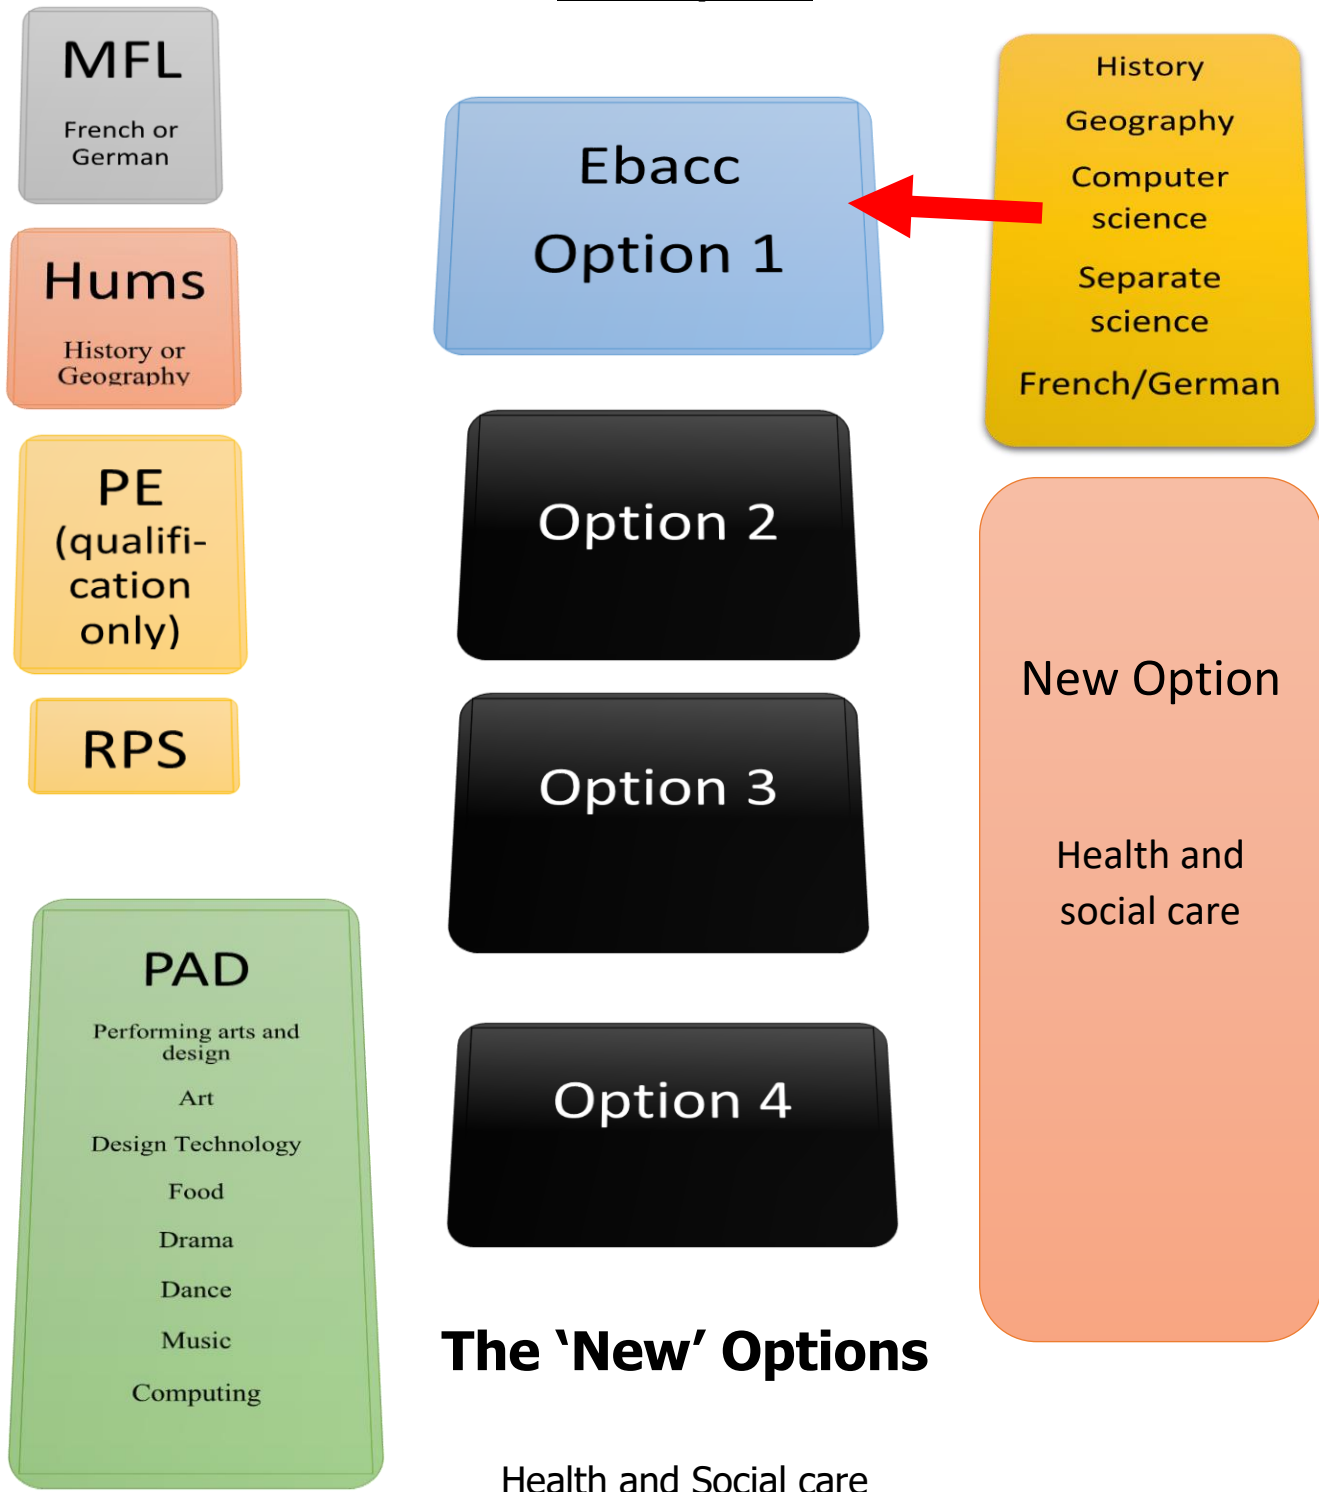 MFL
French or
German
Hums
History or
Geography
PE
(qualifi-
cation
only)
RPS
PAD
Performing arts and
design
Art
Design Technology
Food
Drama
Dance
Music
Computing
Ebacc
Option 1
Option 2
Option 3
Option 4
History
Geography
Computer
science
Separate
science
French/German
New Option
Health and
social care
The ‘New’ Options
Health and Social care